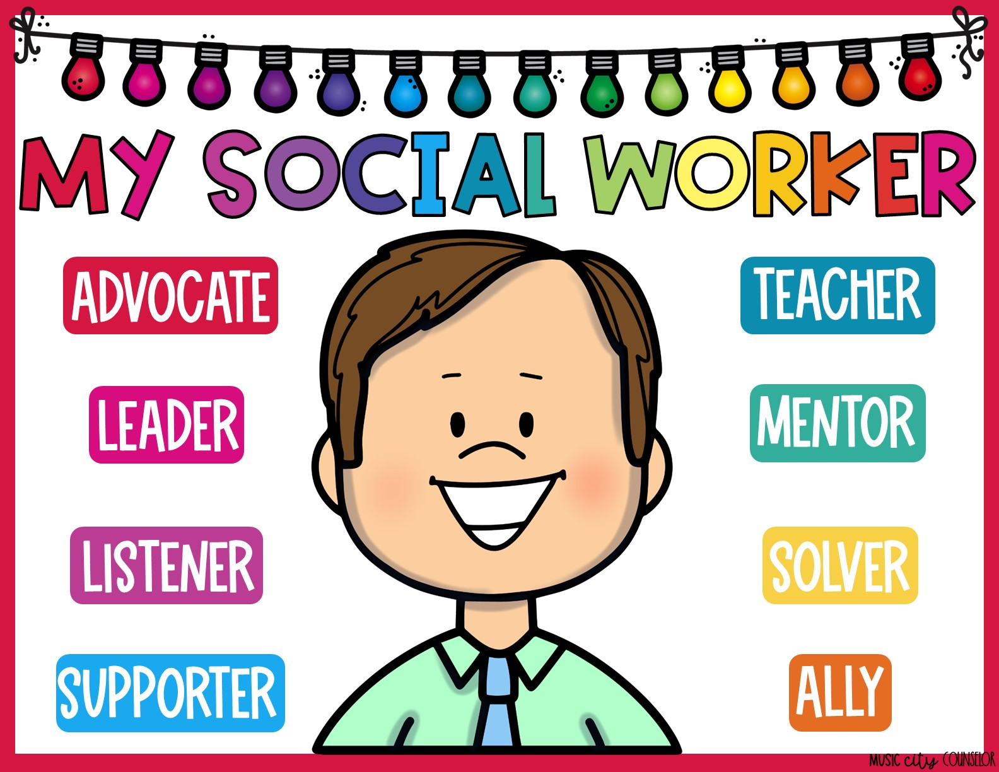 MY SOCIAL WORKER
ADVOCATE
TEACHER
LEADER
MENTOR
LISTENER
SOLVER
SUPPORTER
ALLY
MUSIC city COUNSELOR